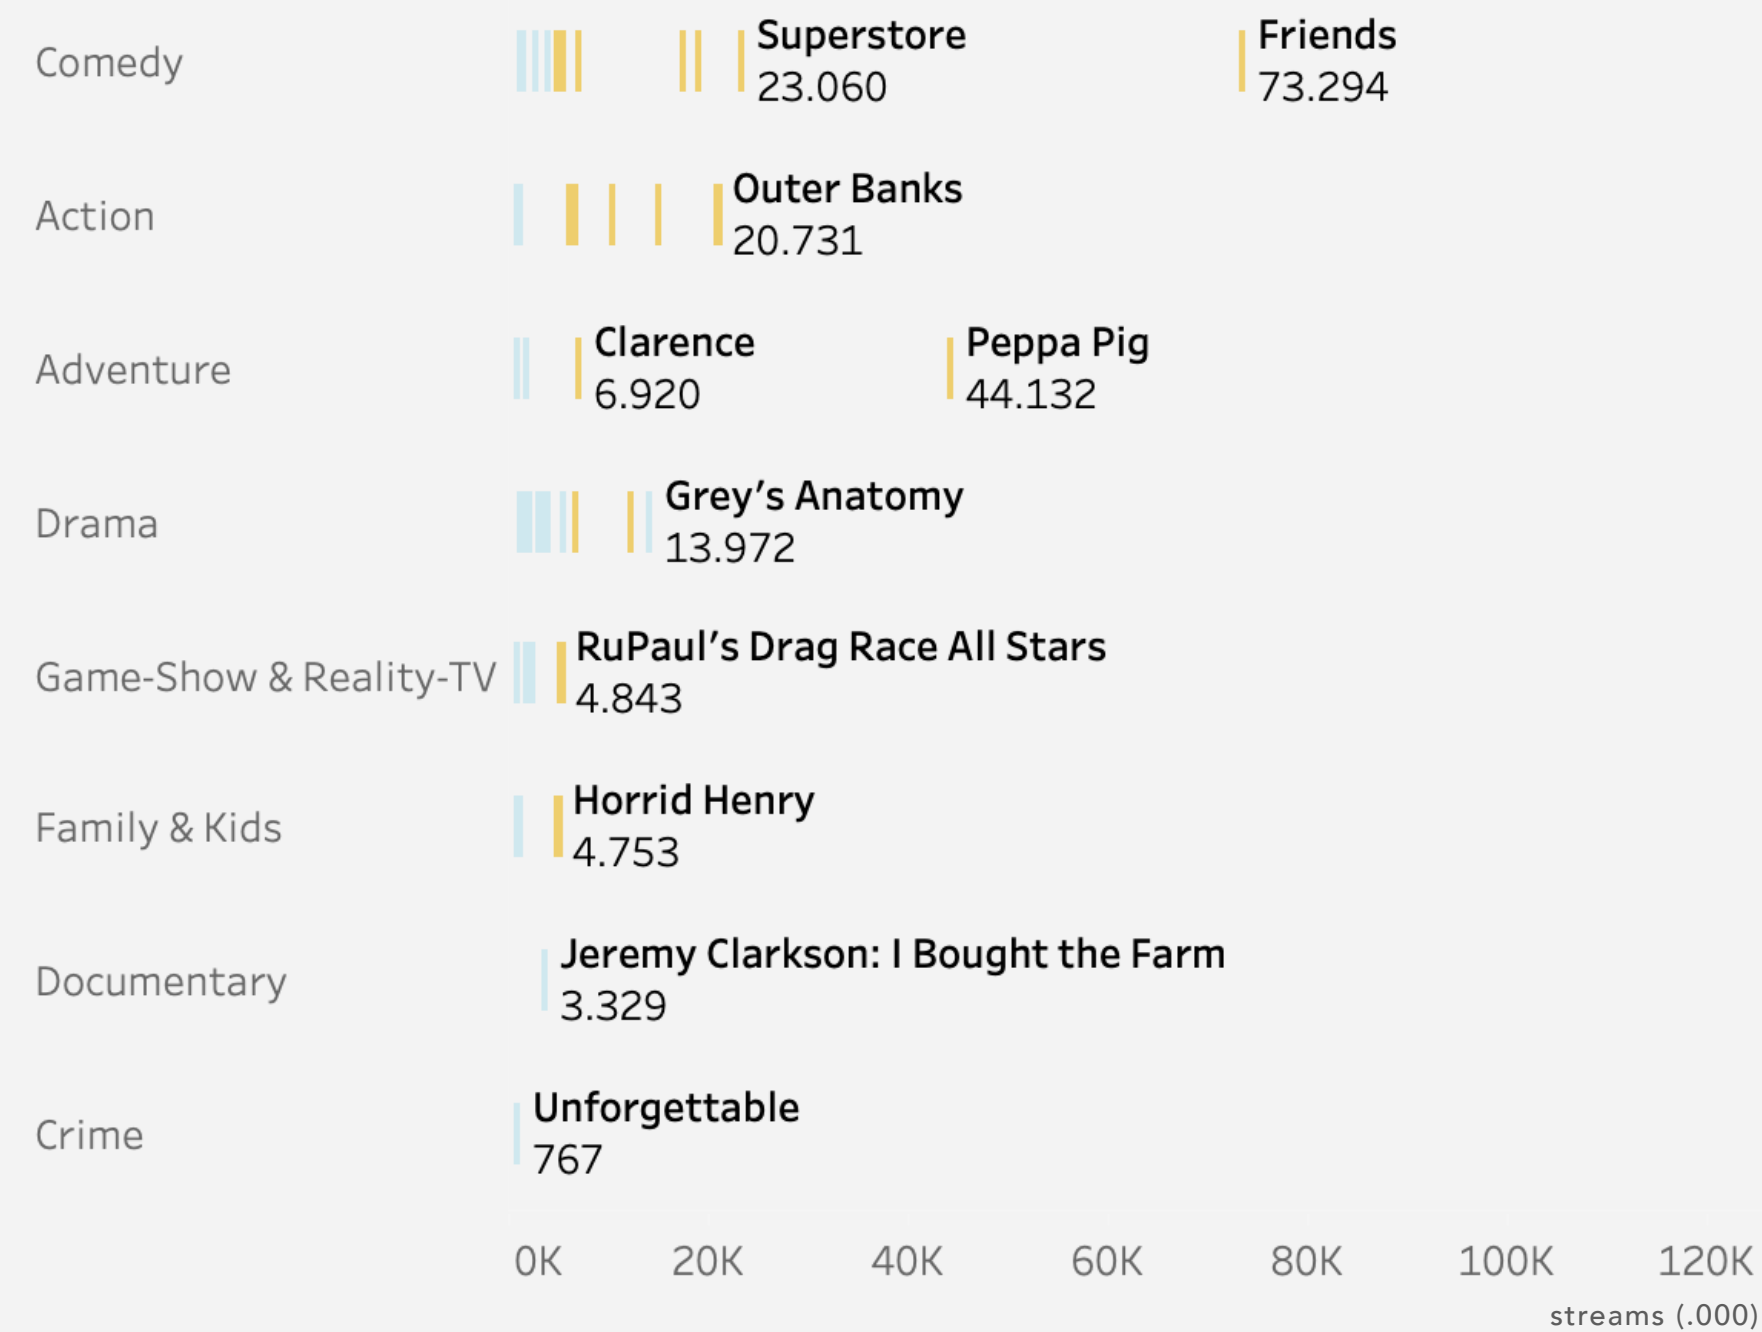 Comedy
Superstore
23.060
Friends
73.294
Action
Outer Banks
20.731
Adventure
Clarence
6.920
Peppa Pig
44.132
Drama
Grey’s Anatomy
13.972
Game-Show & Reality-TV
RuPaul’s Drag Race All Stars
4.843
Family & Kids
Horrid Henry
4.753
Documentary
Jeremy Clarkson: I Bought the Farm
3.329
Crime
Unforgettable
767
0K 20K 40K 60K 80K 100K 120K
streams (.000)